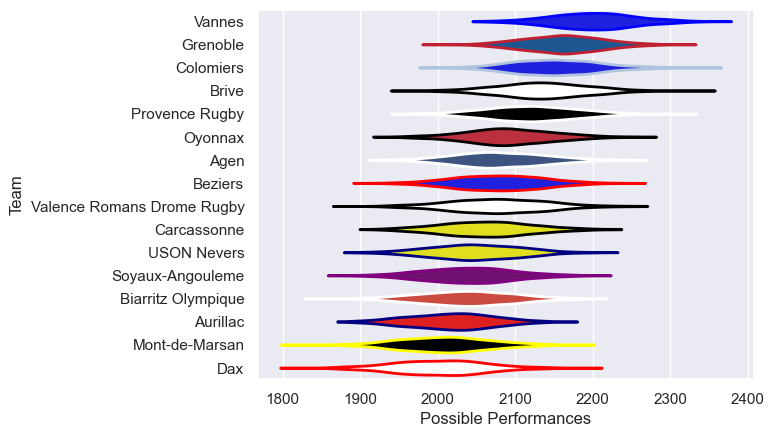 Vannes
Grenoble
Colomiers
Brive
Provence Rugby
Oyonnax
Agen
Beziers
Valence Romans Drome Rugby
Carcassonne
USON Nevers
Soyaux-Angouleme
Biarritz Olympique
Aurillac
Mont-de-Marsan
Dax
Team
1800 1900 2000 2100 2200 2300 2400
Possible Performances